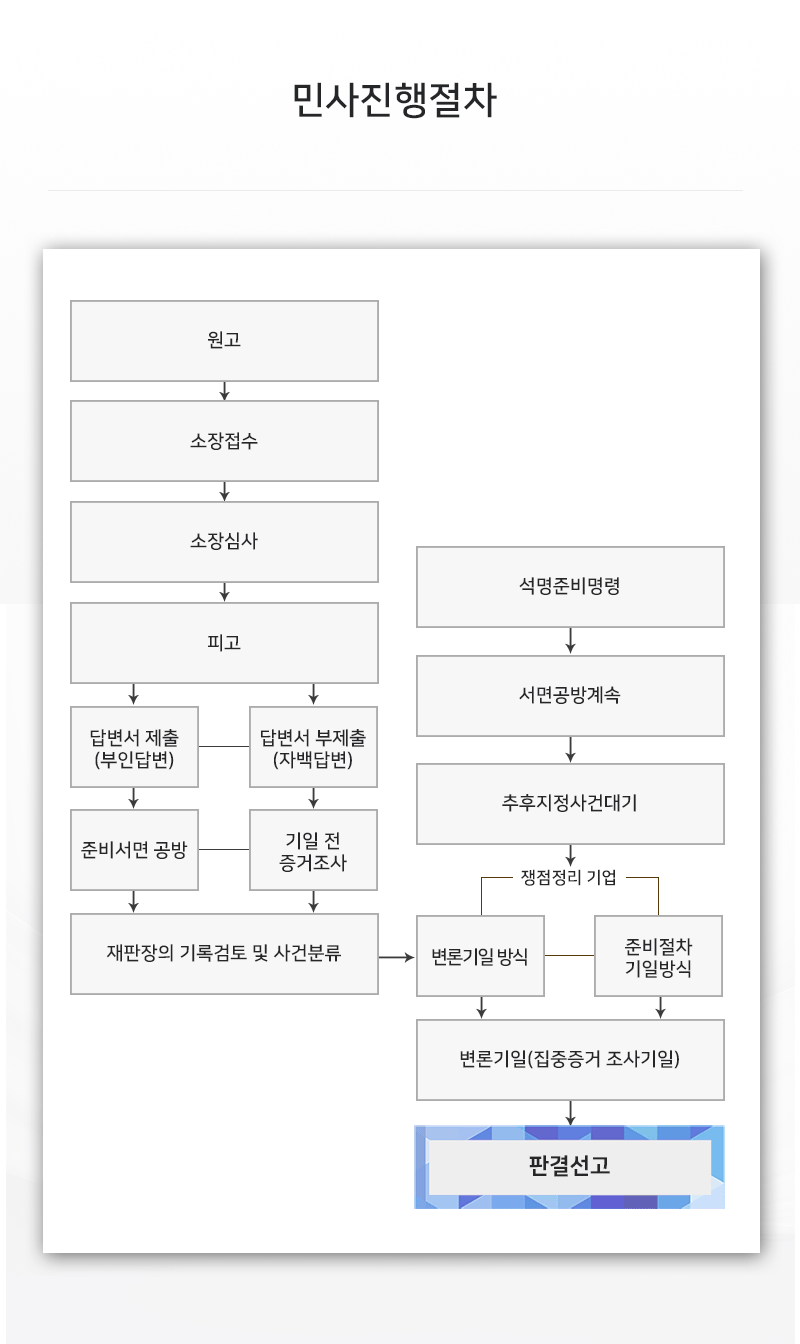 민사진행절차
원고
소장접수
소장심사
피고
답변서 제출
(부인답변)
답변서 부제출
(자백답변)
준비서면 공방
기일 전
증거조사
재판장의 기록검토 및 사건분류
석명준비명령
서면공방계속
추후지정사건대기
쟁점정리 기업
변론기일 방식
준비절차
기일방식
변론기일(집중증거 조사기일)
판결선고